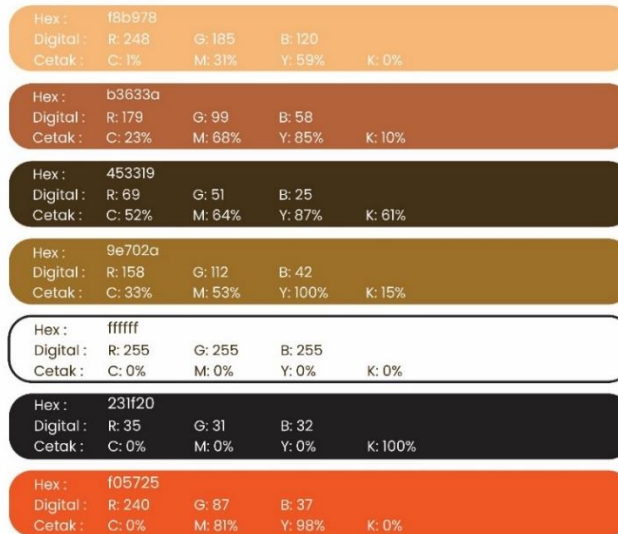 Hex : f8b978
Digital : R: 248 G: 185 B: 120
Cetak : C: 1% M: 31% Y: 59% K: 0%
Hex : b3633a
Digital : R: 179 G: 99 B: 58
Cetak : C: 23% M: 68% Y: 85% K: 10%
Hex : 453319
Digital : R: 69 G: 51 B: 25
Cetak : C: 52% M: 64% Y: 87% K: 61%
Hex : 9e702a
Digital : R: 158 G: 112 B: 42
Cetak : C: 33% M: 53% Y: 100% K: 15%
Hex : ffffff
Digital : R: 255 G: 255 B: 255
Cetak : C: 0% M: 0% Y: 0% K: 0%
Hex : 231f20
Digital : R: 35 G: 31 B: 32
Cetak : C: 0% M: 0% Y: 0% K: 100%
Hex : f05725
Digital : R: 240 G: 87 B: 37
Cetak : C: 0% M: 81% Y: 98% K: 0%